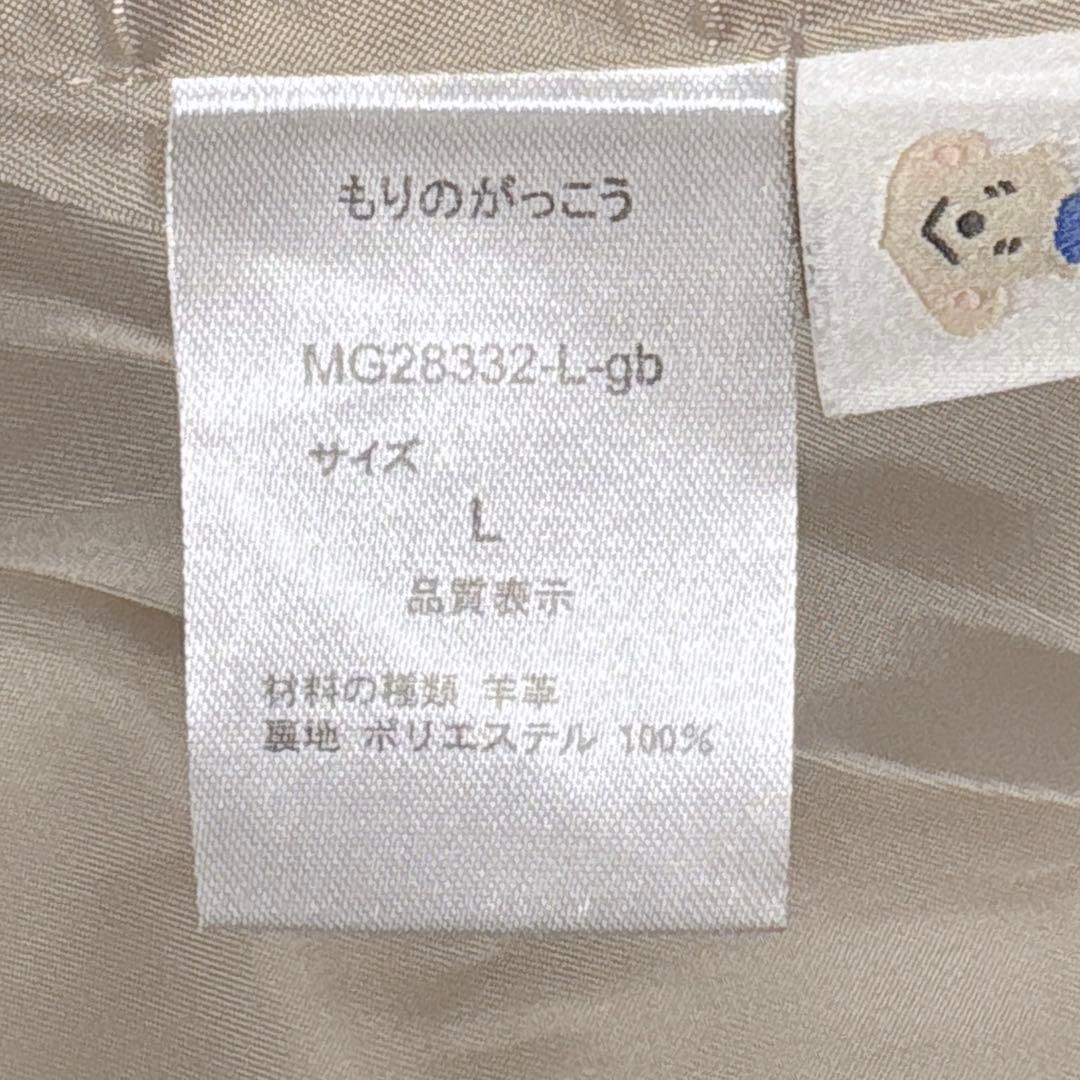 もりのがっこう
MG28332-L-gb
サイズ
L
品質表示
材料の種類 羊革
裏地 ポリエステル 100%